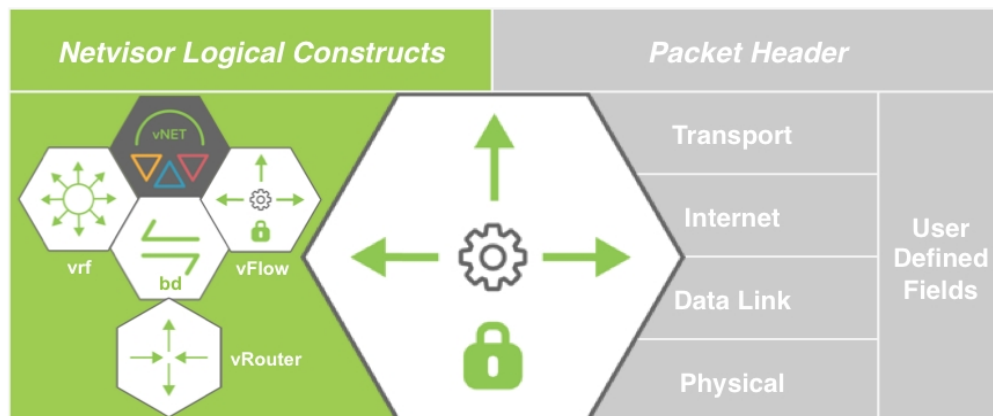 Netvisor Logical Constructs
Packet Header
vNET
vrf
bd
vFlow
vRouter
Transport
Internet
Data Link
Physical
User
Defined
Fields